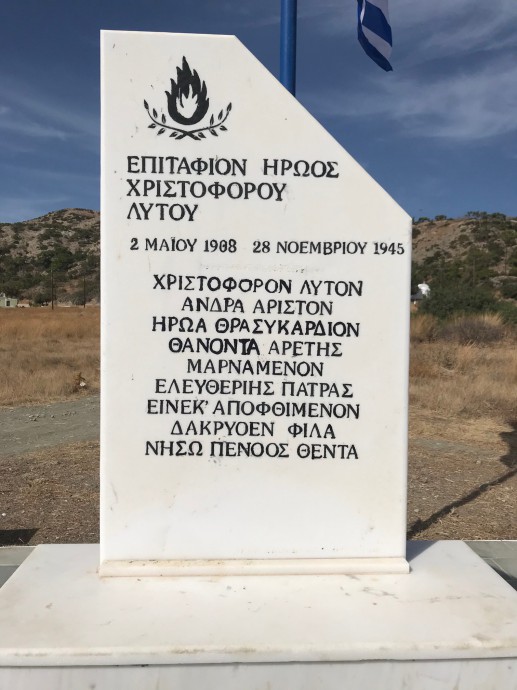 ΕΠΙΤΑΦΙΟΝ ΗΡΩΟΣ
ΧΡΙΣΤΟΦΟΡΟΥ
ΛΥΤΟΥ
2 ΜΑΪΟΥ 1908 28 ΝΟΕΜΒΡΙΟΥ 1945
ΧΡΙΣΤΟΦΟΡΟΝ ΛΥΤΟΝ
ΑΝΔΡΑ ΑΡΙΣΤΟΝ
ΗΡΩΑ ΘΡΑΣΥΚΑΡΔΙΟΝ
ΘΑΝΟΝΤΑ ΑΡΕΤΗΣ
ΜΑΡΝΑΜΕΝΟΝ
ΕΛΕΥΘΕΡΙΗΣ ΠΑΤΡΑΣ
ΕΙΝΕΚ' ΑΠΟΦΘΙΜΕΝΟΝ
ΔΑΚΡΥΟΕΝ ΦΙΛΑ
ΝΗΣΩ ΠΕΝΘΟΣ ΘΕΝΤΑ